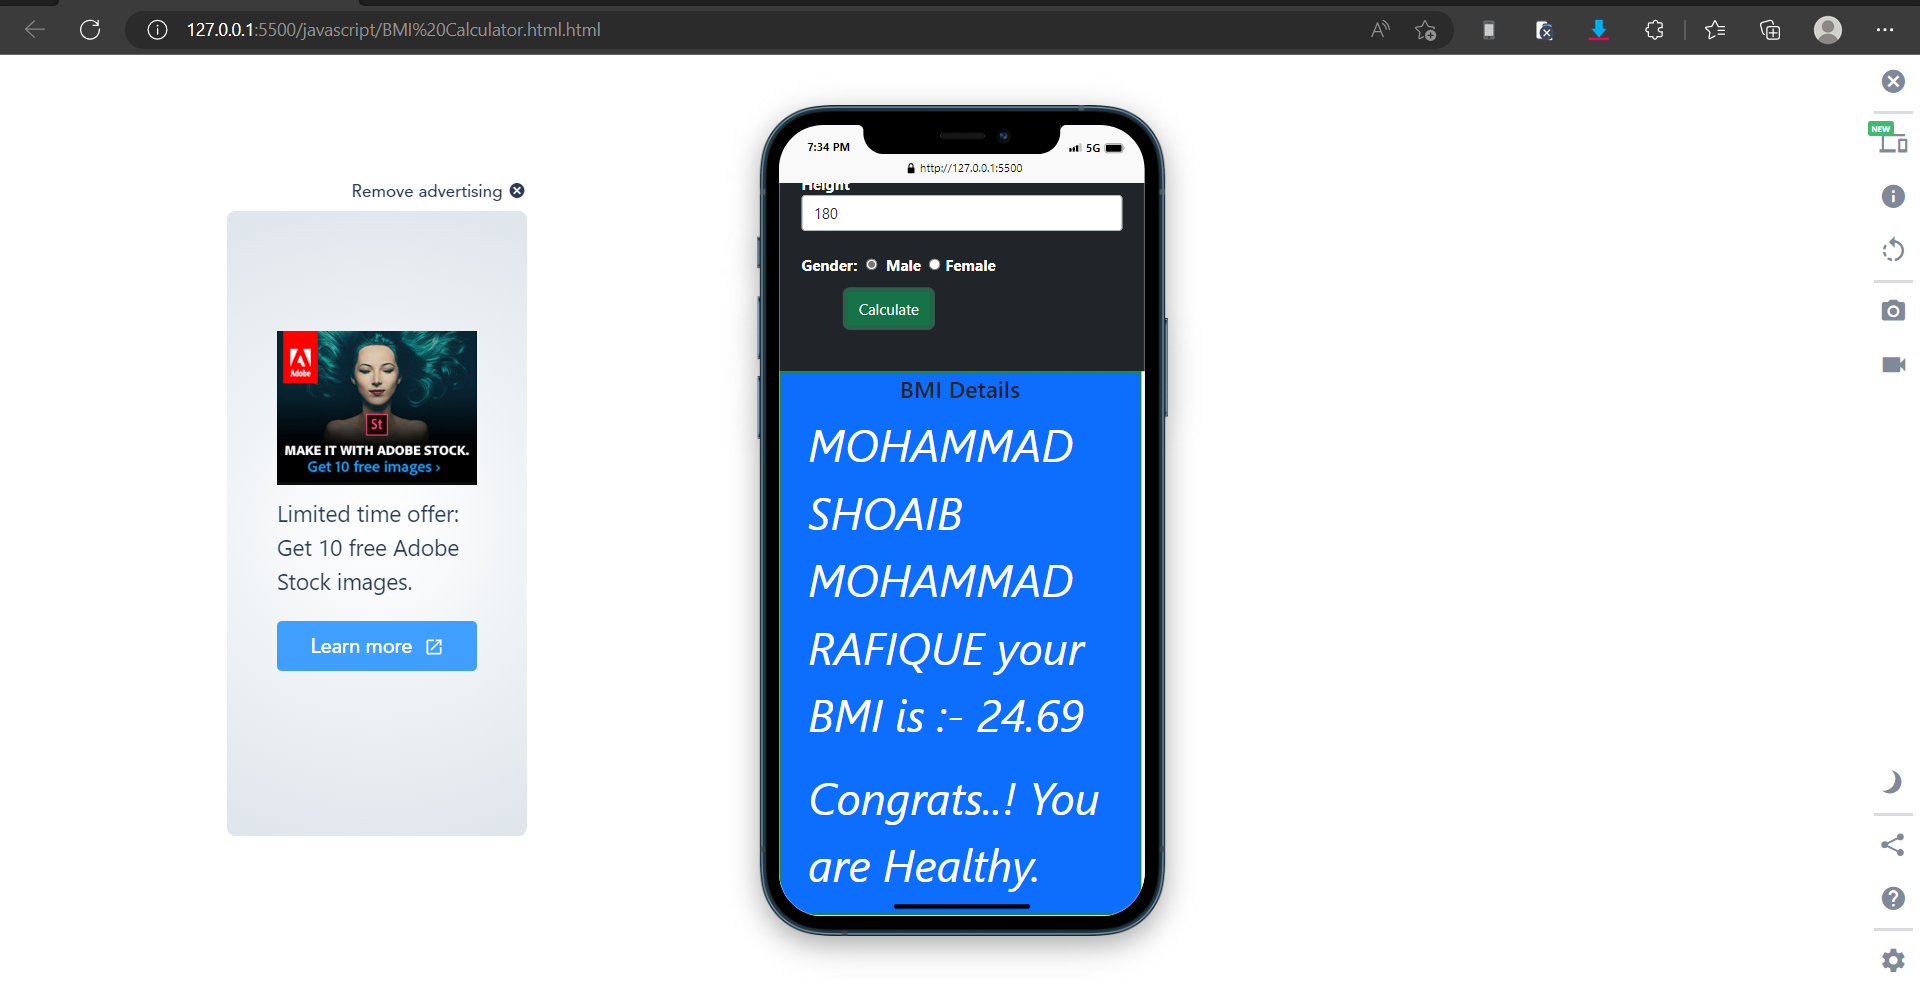 127.0.0.1:5500/javascript/BMI%20Calculator.html.html
NEW
Remove advertising
Adobe
St
MAKE IT WITH ADOBE STOCK.
Get 10 free images ›
Limited time offer:
Get 10 free Adobe
Stock images.
Learn more
7:34 PM
5G
http://127.0.0.1:5500
Height
180
Gender: Male Female
Calculate
BMI Details
MOHAMMAD
SHOAIB
MOHAMMAD
RAFIQUE your
BMI is :- 24.69
Congrats..! You
are Healthy.